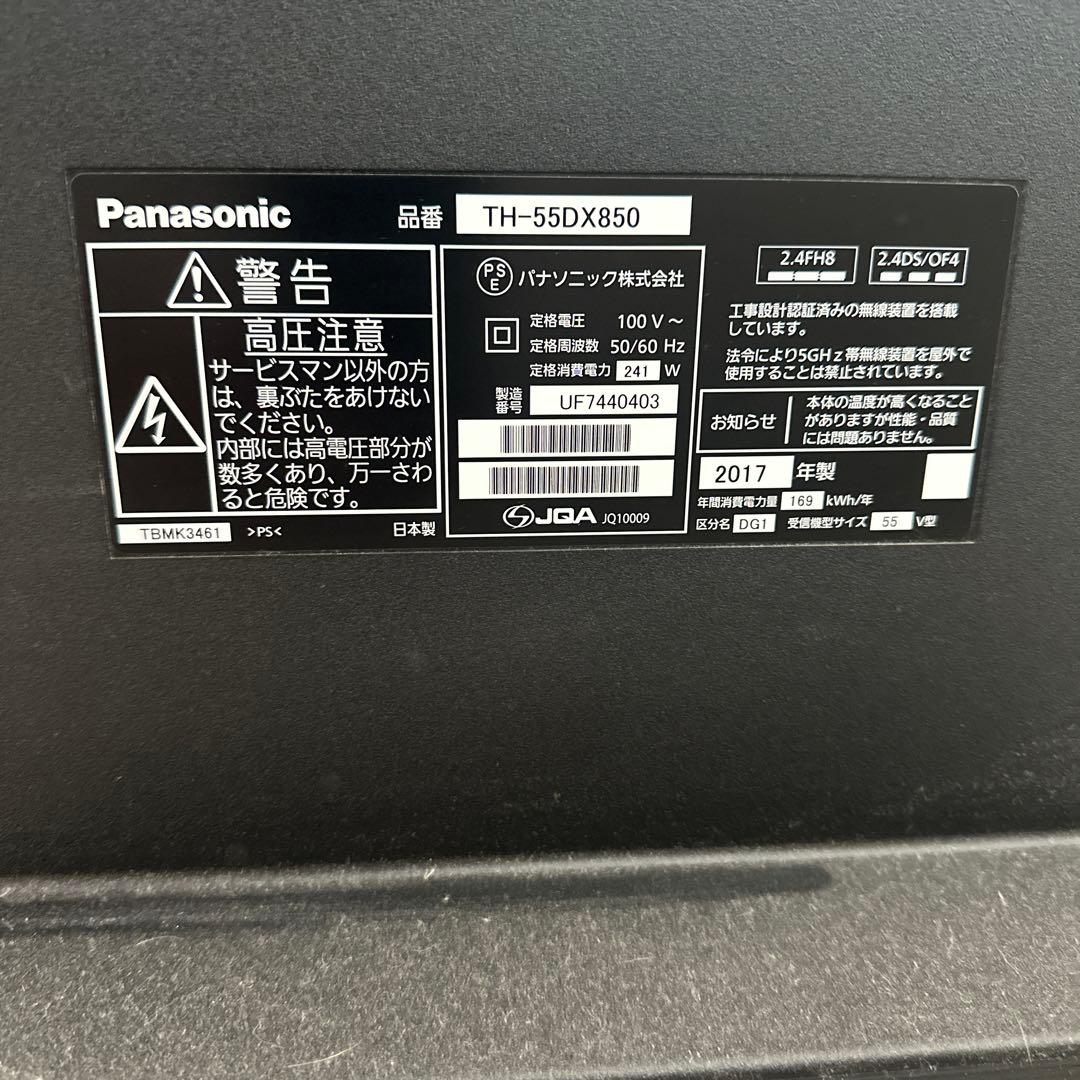 Panasonic
品番 TH-55DX850
警告
高圧注意
サービスマン以外の方
は、裏ぶたをあけない
でください。
内部には高電圧部分が
数多くあり、万一さわ
ると危険です。
TBMK3461 >PS< 日本製
PSE パナソニック株式会社
定格電圧 100 V ~
定格周波数 50/60 Hz
定格消費電力 241 W
製造
番号 UF7440403
JQA JQ10009
2.4FH8 2.4DS/OF4
工事設計認証済みの無線装置を搭載
しています。
法令により5GHz帯無線装置を屋外で
使用することは禁止されています。
お知らせ
本体の温度が高くなること
がありますが性能・品質
には問題ありません。
2017 年製
年間消費電力量 169 kWh/年
区分名 DG1 受信機型サイズ 55 V型